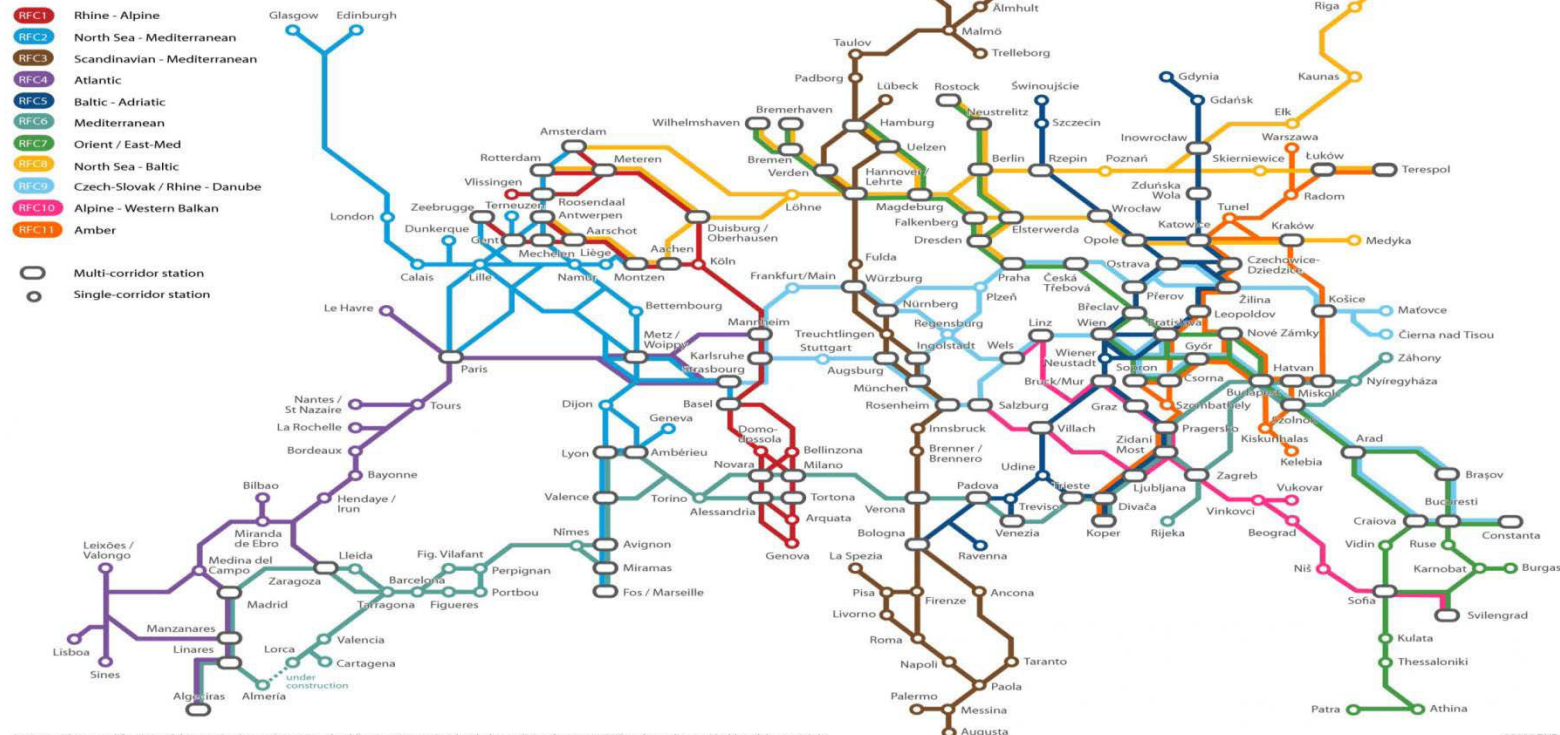 RFC1 Rhine - Alpine
RFC2 North Sea - Mediterranean
RFC3 Scandinavian - Mediterranean
RFC4 Atlantic
RFC5 Baltic - Adriatic
RFC6 Mediterranean
RFC7 Orient / East-Med
RFC8 North Sea - Baltic
RFC9 Czech-Slovak / Rhine - Danube
RFC10 Alpine - Western Balkan
RFC11 Amber
Multi-corridor station
Single-corridor station
Glasgow
Edinburgh
Älmhult
Malmö
Trelleborg
Taulov
Padborg
Riga
Kaunas
Lübeck
Rostock
Świnoujście
Gdynia
Gdańsk
Ełk
Warszawa
Wilhelmshaven
Bremerhaven
Hamburg
Neustrelitz
Szczecin
Inowrocław
Amsterdam
Uelzen
Rotterdam
Meteren
Bremen
Verden
Hannover/
Lehrte
Berlin
Rzepin
Poznań
Skierniewice
Łuków
Terespol
Vlissingen
Roosendaal
Löhne
Magdeburg
Zduńska
Wola
Radom
London
Zeebrugge
Terneuzen
Antwerpen
Duisburg /
Oberhausen
Falkenberg
Elsterwerda
Wrocław
Katowice
Tunel
Kraków
Dunkerque
Gent
Aarschot
Mechelen
Liège
Aachen
Köln
Dresden
Opole
Medyka
Calais
Lille
Namur
Montzen
Fulda
Praha
Česká
Třebová
Ostrava
Czechowice-
Dziedzice
Frankfurt/Main
Würzburg
Plzeň
Přerov
Žilina
Košice
Maťovce
Le Havre
Bettembourg
Nürnberg
Břeclav
Leopoldov
Čierna nad Tisou
Metz /
Woippy
Mannheim
Treuchtlingen
Regensburg
Linz
Wien
Bratislava
Nové Zámky
Paris
Karlsruhe
Stuttgart
Ingolstadt
Wels
Wiener
Neustadt
Győr
Záhony
Strasbourg
Augsburg
Sopron
Csorna
Hatvan
Nyíregyháza
München
Bruck/Mur
Budapest
Miskolc
Nantes /
St Nazaire
Tours
Dijon
Basel
Rosenheim
Salzburg
Graz
Szombathely
Szolnok
La Rochelle
Geneva
Domo-
dossola
Innsbruck
Villach
Pragersko
Kiskunhalas
Arad
Bordeaux
Lyon
Ambérieu
Bellinzona
Brenner /
Brennero
Zidani
Most
Kelebia
Bayonne
Novara
Milano
Udine
Zagreb
Brașov
Bilbao
Hendaye /
Irun
Valence
Torino
Tortona
Padova
Trieste
Ljubljana
Vukovar
Alessandria
Verona
Treviso
Divača
Vinkovci
București
Miranda
de Ebro
Arquata
Bologna
Venezia
Koper
Rijeka
Beograd
Craiova
Constanta
Leixões /
Valongo
Nîmes
Avignon
Genova
La Spezia
Ravenna
Vidin
Ruse
Medina del
Campo
Zaragoza
Lleida
Fig. Vilafant
Perpignan
Miramas
Niš
Karnobat
Burgas
Barcelona
Madrid
Tarragona
Figueres
Portbou
Fos / Marseille
Pisa
Firenze
Ancona
Sofia
Svilengrad
Livorno
Manzanares
Valencia
Roma
Kulata
Lisboa
Linares
Lorca
Cartagena
Napoli
Taranto
Thessaloniki
Sines
under
construction
Algeciras
Almería
Paola
Palermo
Messina
Patra
Athina
Augusta